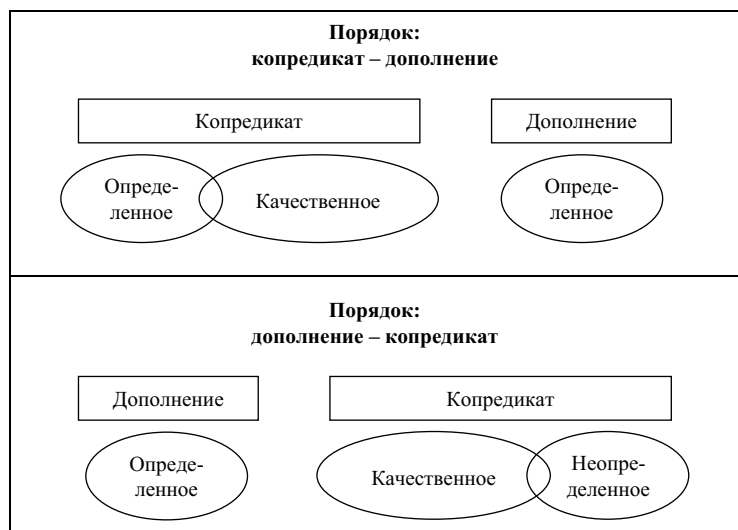 Порядок:
копредикат – дополнение
Копредикат
Дополнение
Опреде-
ленное
Качественное
Опреде-
ленное
Порядок:
дополнение – копредикат
Дополнение
Копредикат
Опреде-
ленное
Качественное
Неопре-
деленное